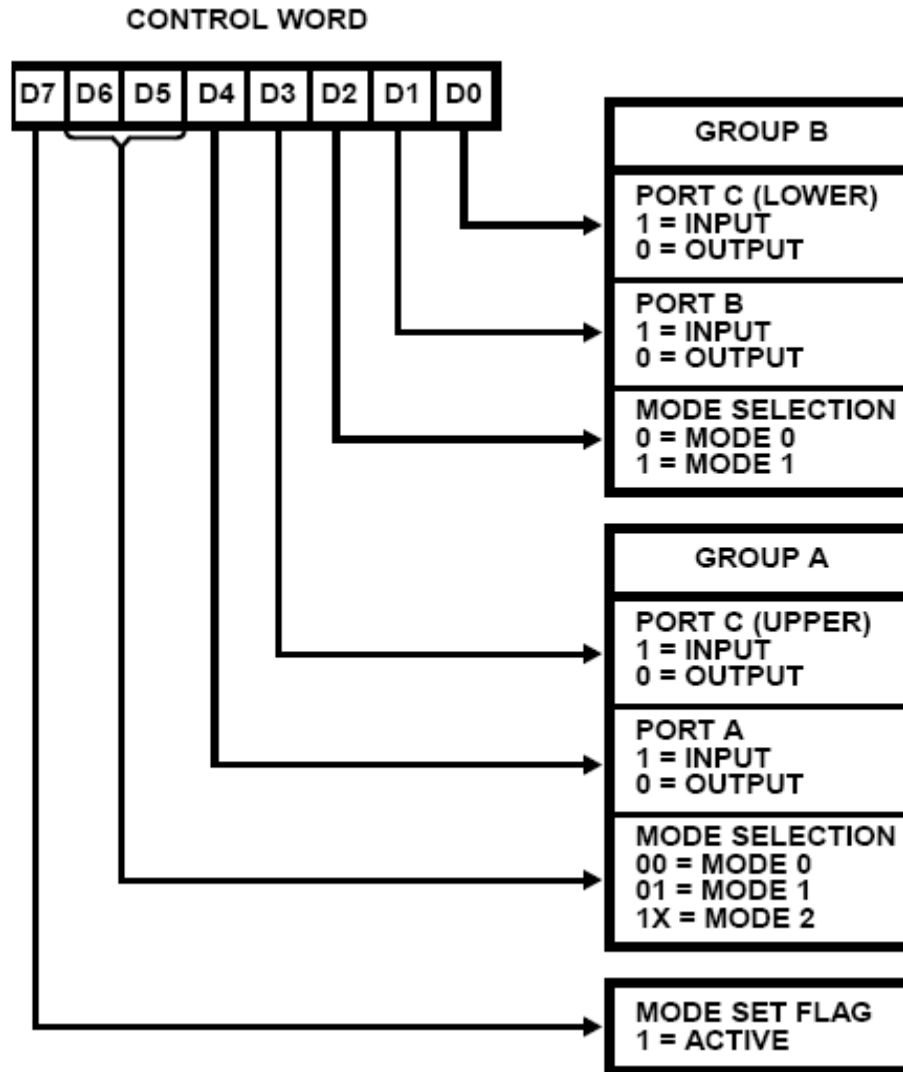 CONTROL WORD
D7 D6 D5 D4 D3 D2 D1 D0
GROUP B
PORT C (LOWER)
1 = INPUT
0 = OUTPUT
PORT B
1 = INPUT
0 = OUTPUT
MODE SELECTION
0 = MODE 0
1 = MODE 1
GROUP A
PORT C (UPPER)
1 = INPUT
0 = OUTPUT
PORT A
1 = INPUT
0 = OUTPUT
MODE SELECTION
00 = MODE 0
01 = MODE 1
1X = MODE 2
MODE SET FLAG
1 = ACTIVE